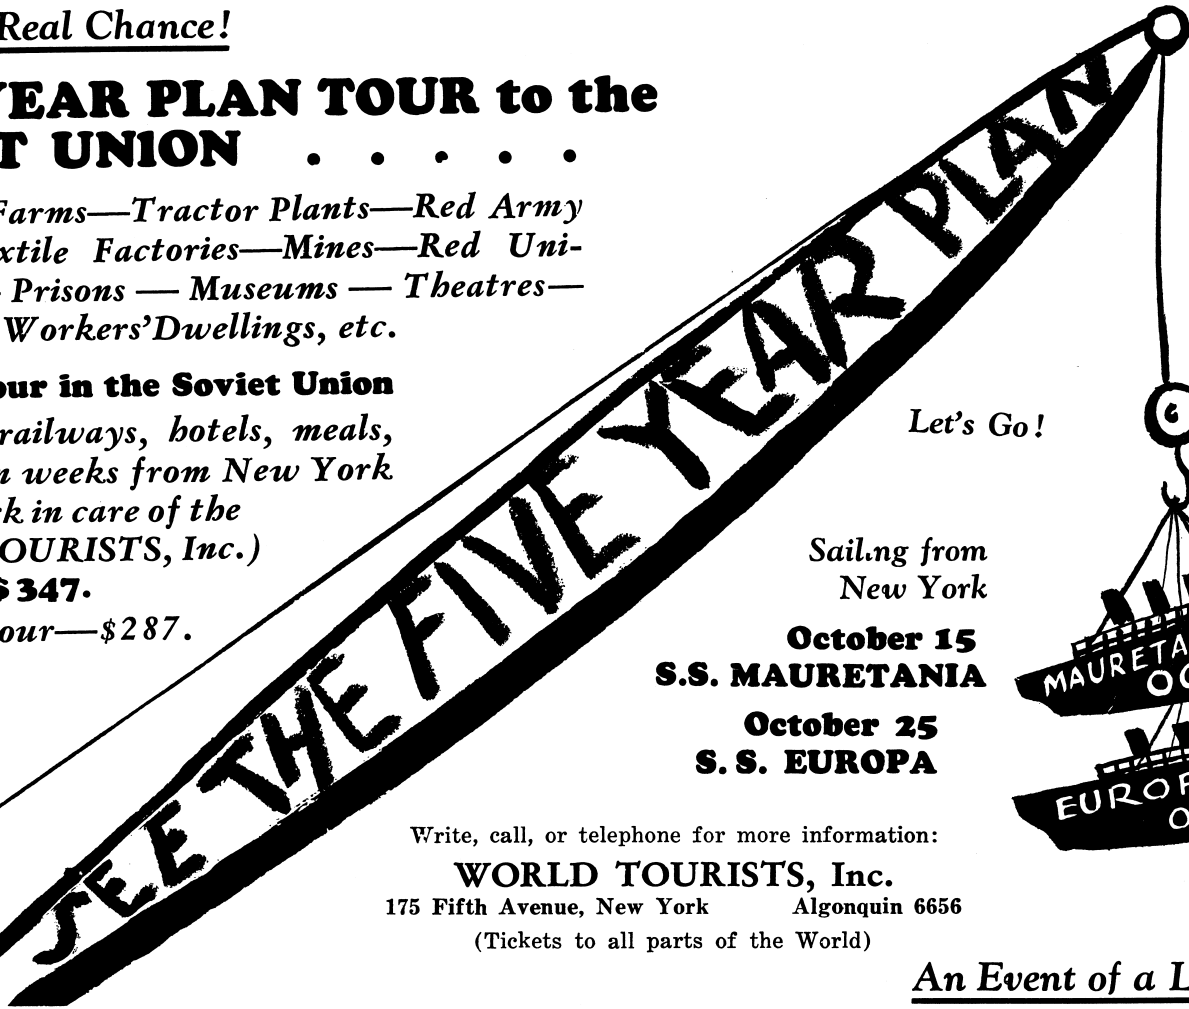 Real Chance!
YEAR PLAN TOUR to the
T UNION . . . . .
Farms—Tractor Plants—Red Army
xtile Factories—Mines—Red Uni-
- Prisons — Museums — Theatres—
Workers' Dwellings, etc.
our in the Soviet Union
railways, hotels, meals,
n weeks from New York
k in care of the
OURISTS, Inc.)
$347.
our—$287.
SEE THE FIVE YEAR PLAN
Let's Go!
Sailing from
New York
October 15
S.S. MAURETANIA
October 25
S. S. EUROPA
MAURETA
OC
EUROP
O
Write, call, or telephone for more information:
WORLD TOURISTS, Inc.
175 Fifth Avenue, New York Algonquin 6656
(Tickets to all parts of the World)
An Event of a L